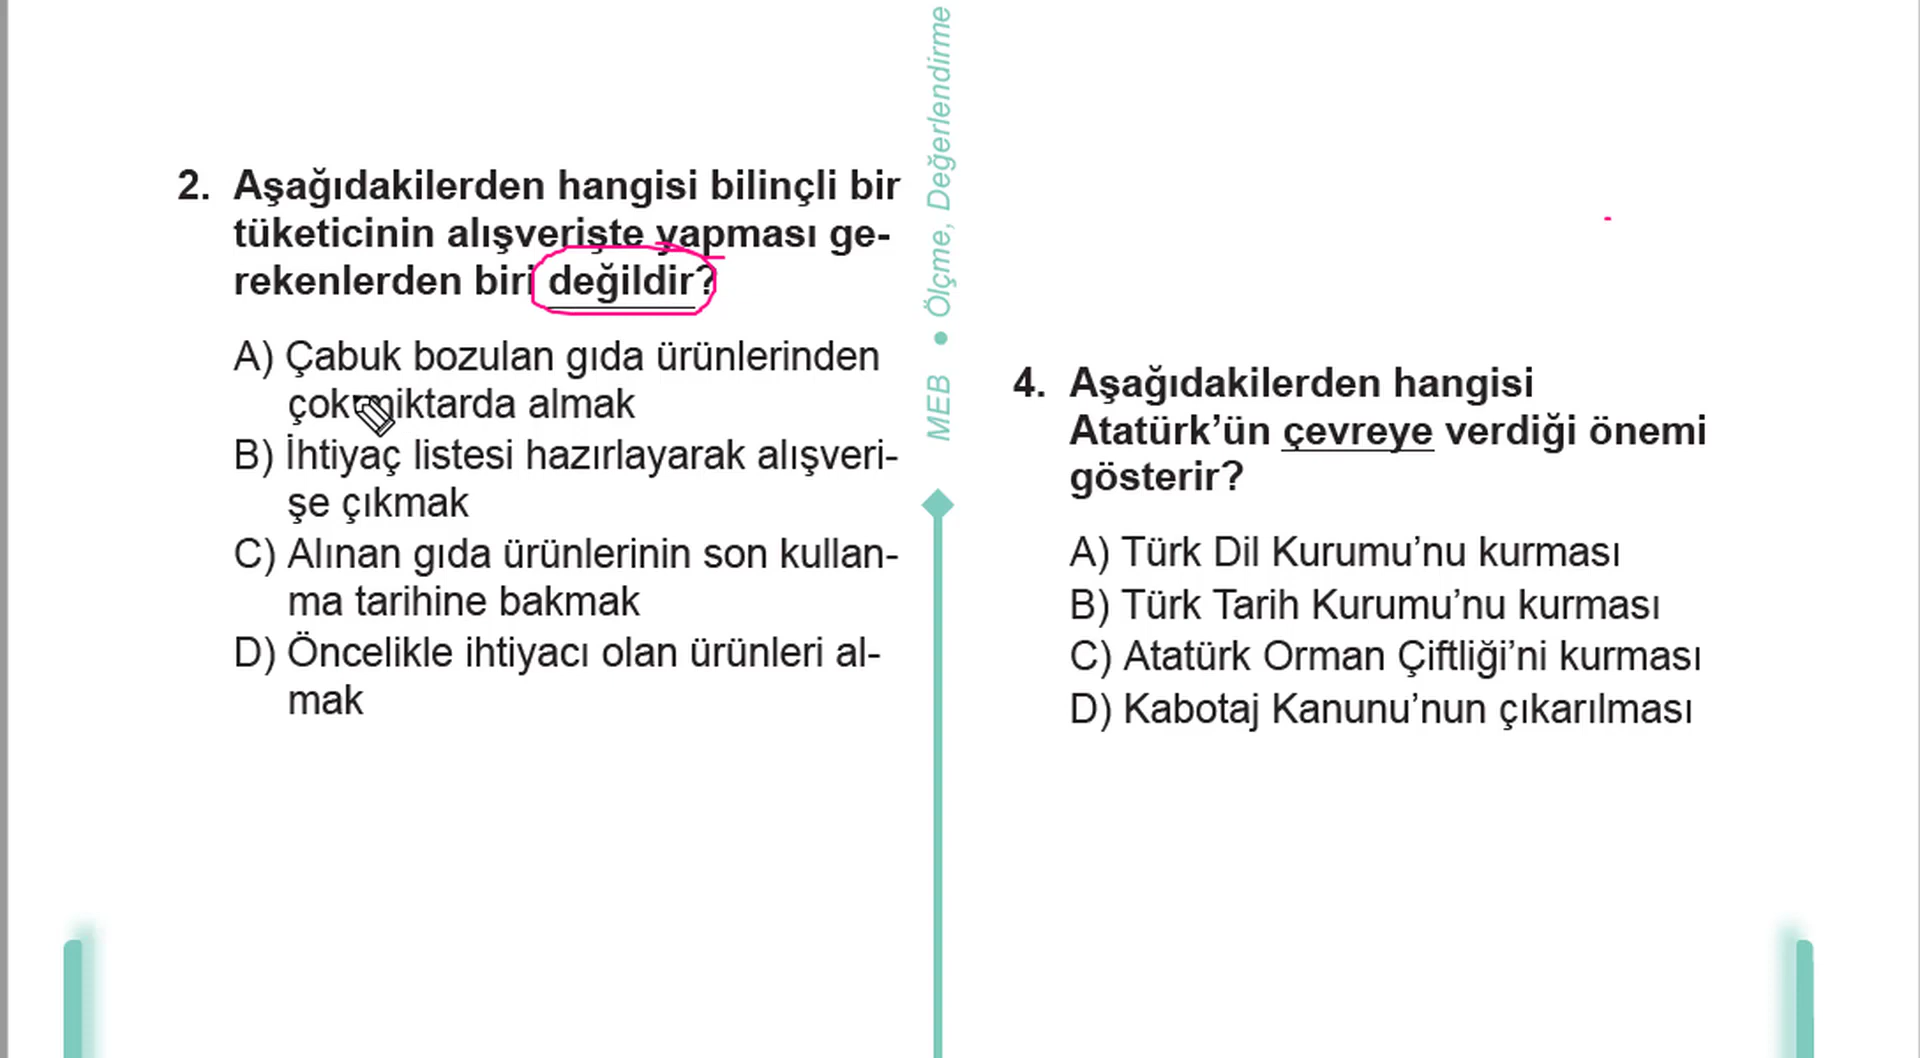 2. Aşağıdakilerden hangisi bilinçli bir
tüketicinin alışverişte yapması ge-
rekenlerden biri değildir?
A) Çabuk bozulan gıda ürünlerinden
çok miktarda almak
B) İhtiyaç listesi hazırlayarak alışveri-
şe çıkmak
C) Alınan gıda ürünlerinin son kullan-
ma tarihine bakmak
D) Öncelikle ihtiyacı olan ürünleri al-
mak
MEB • Ölçme, Değerlendirme
4. Aşağıdakilerden hangisi
Atatürk’ün çevreye verdiği önemi
gösterir?
A) Türk Dil Kurumu’nu kurması
B) Türk Tarih Kurumu’nu kurması
C) Atatürk Orman Çiftliği’ni kurması
D) Kabotaj Kanunu’nun çıkarılması